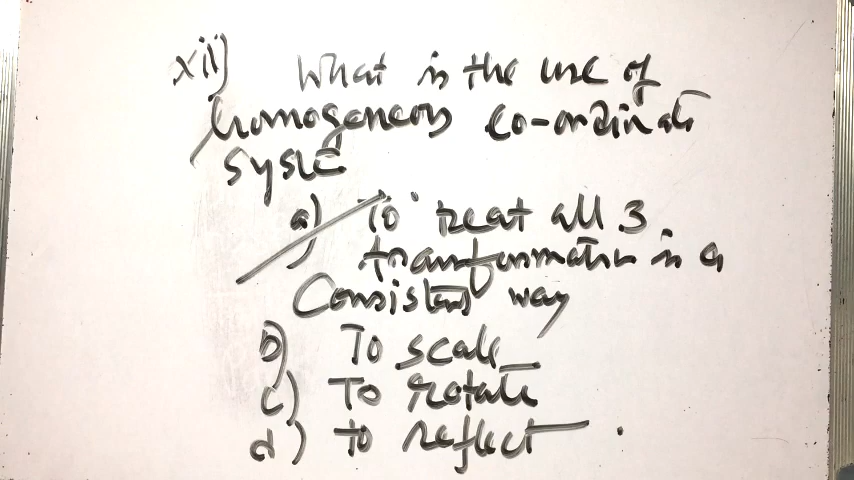 xii) What is the use of
homogeneous co-ordinate
syste
a) To treat all 3
transformation in a
Consistent way
b) To scale
c) To rotate
d) to reflect .